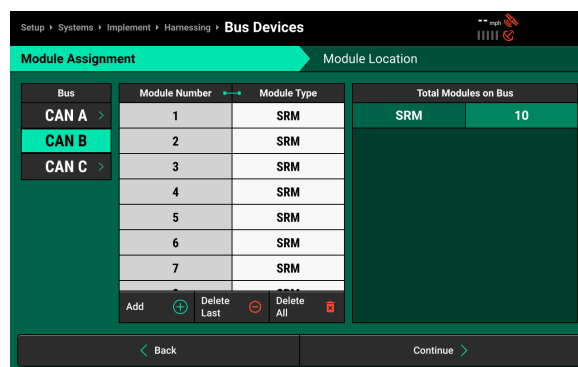 Setup › Systems › Implement › Harnessing › Bus Devices
-- mph
Module Assignment
Module Location
Bus
CAN A
CAN B
CAN C
Module Number Module Type
1 SRM
2 SRM
3 SRM
4 SRM
5 SRM
6 SRM
7 SRM
Add
Delete Last
Delete All
Total Modules on Bus
SRM 10
Back
Continue